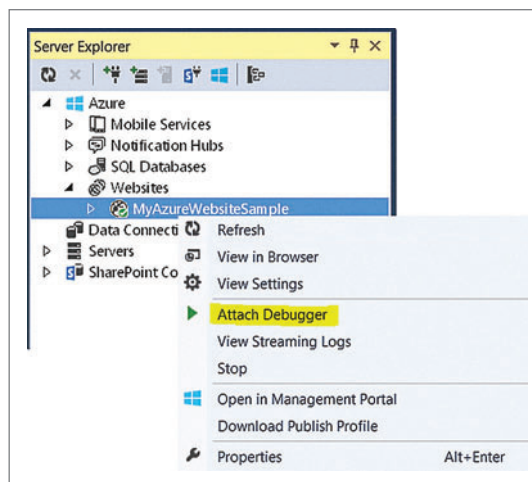 Server Explorer
Azure
Mobile Services
Notification Hubs
SQL Databases
Websites
MyAzureWebsiteSample
Data Connecti
Servers
SharePoint Co
Refresh
View in Browser
View Settings
Attach Debugger
View Streaming Logs
Stop
Open in Management Portal
Download Publish Profile
Properties Alt+Enter